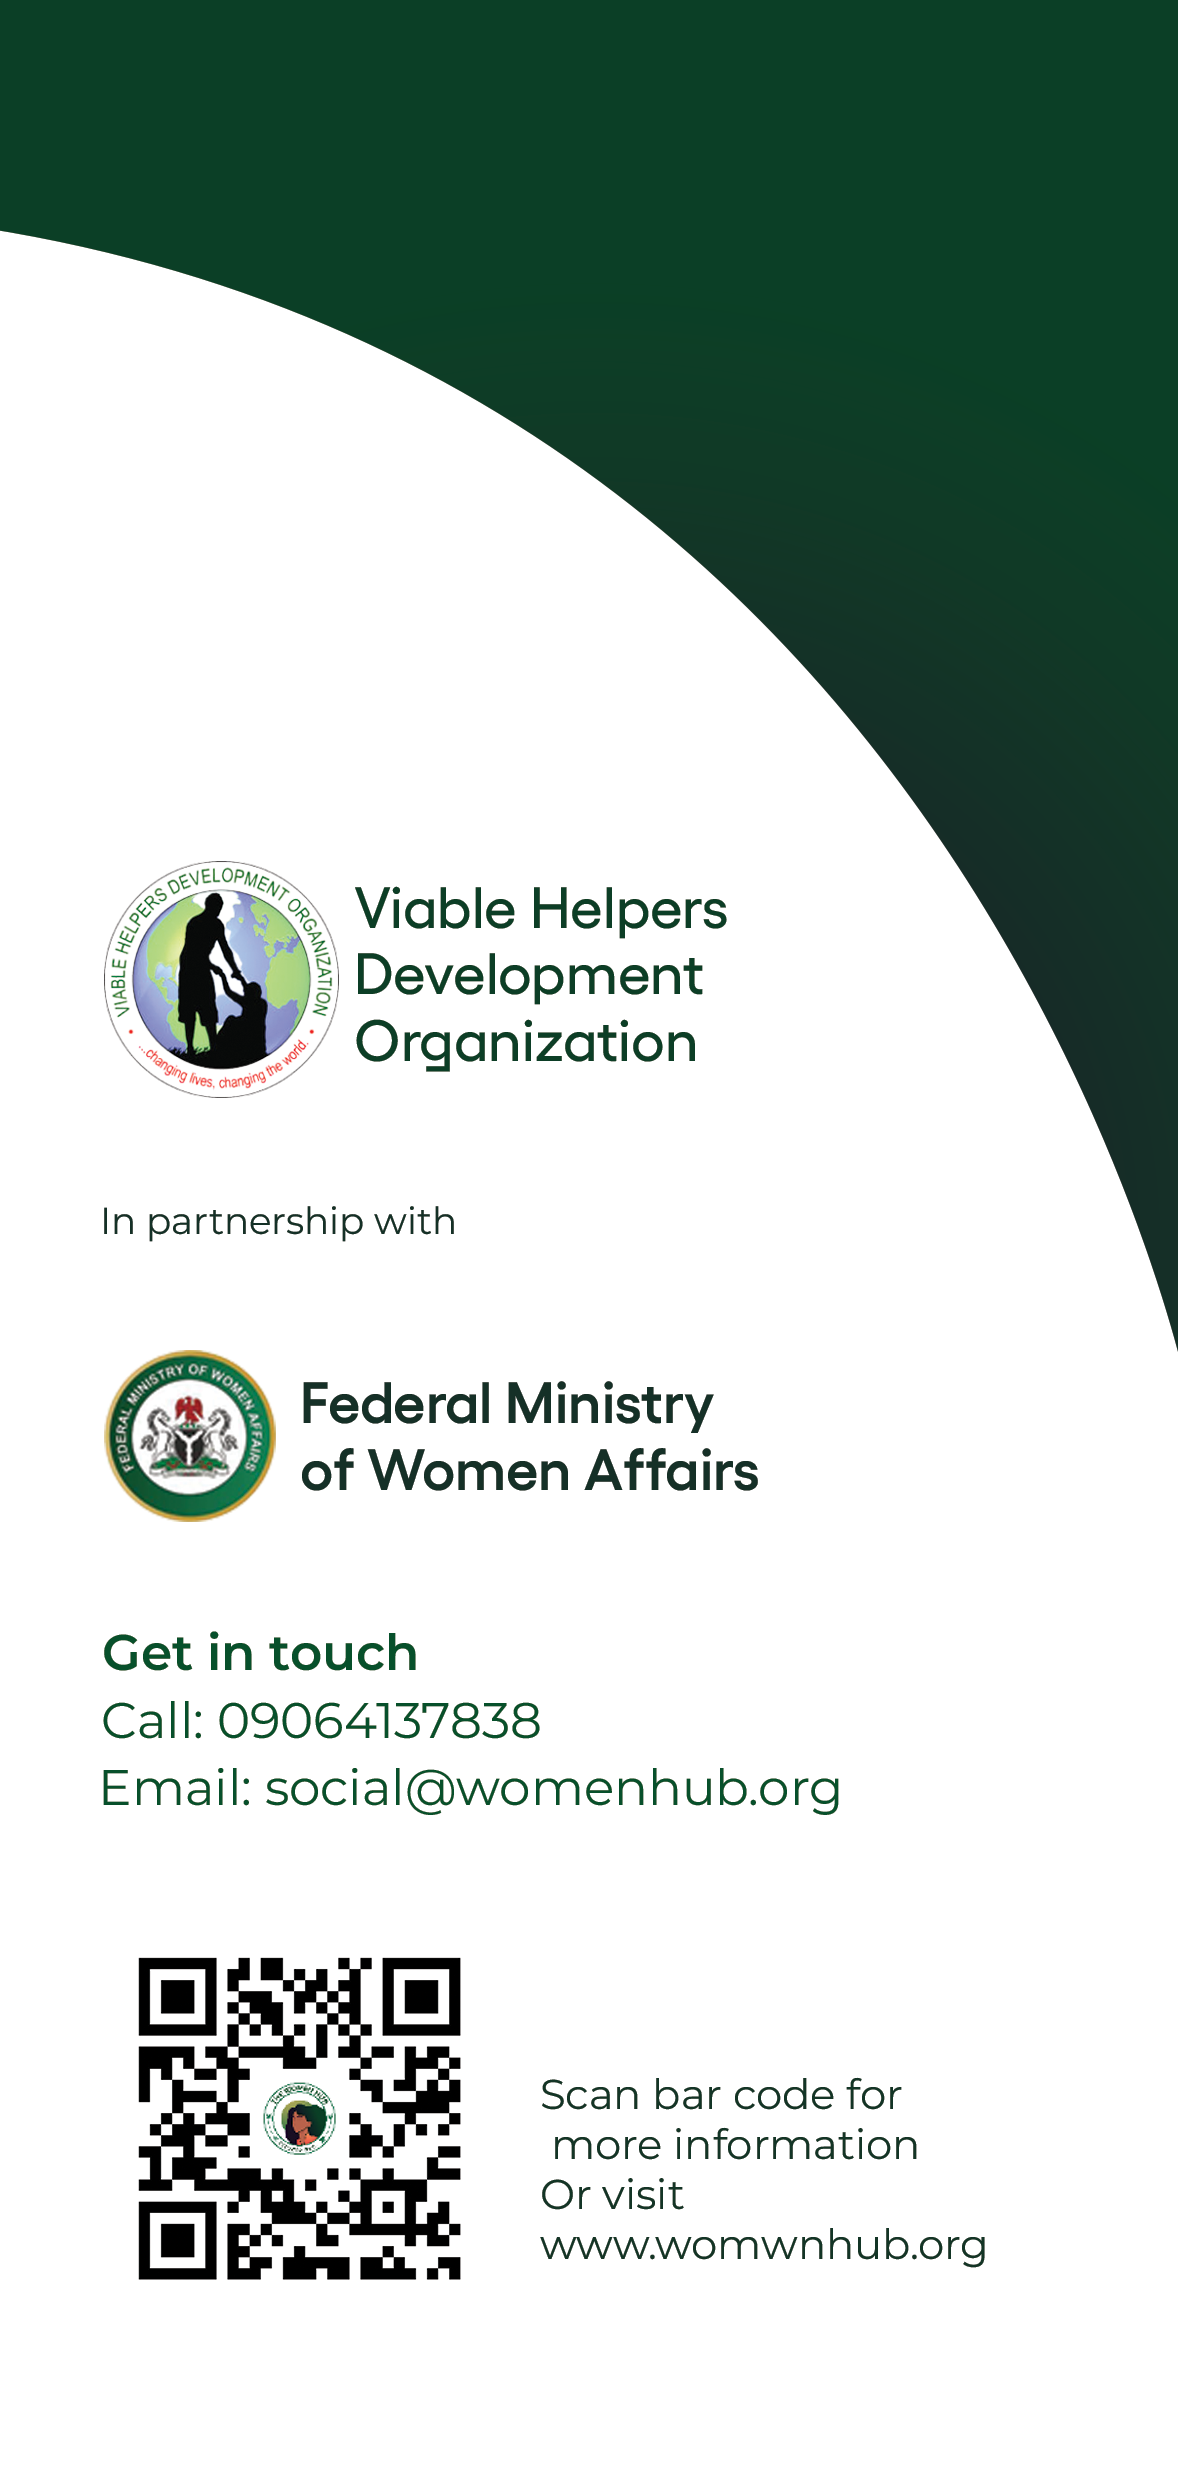 VIABLE HELPERS DEVELOPMENT ORGANIZATION
...changing lives, changing the world.
Viable Helpers
Development
Organization
In partnership with
FEDERAL MINISTRY OF WOMEN AFFAIRS
Federal Ministry
of Women Affairs
Get in touch
Call: 09064137838
Email: social@womenhub.org
Scan bar code for
more information
Or visit
www.womwnhub.org